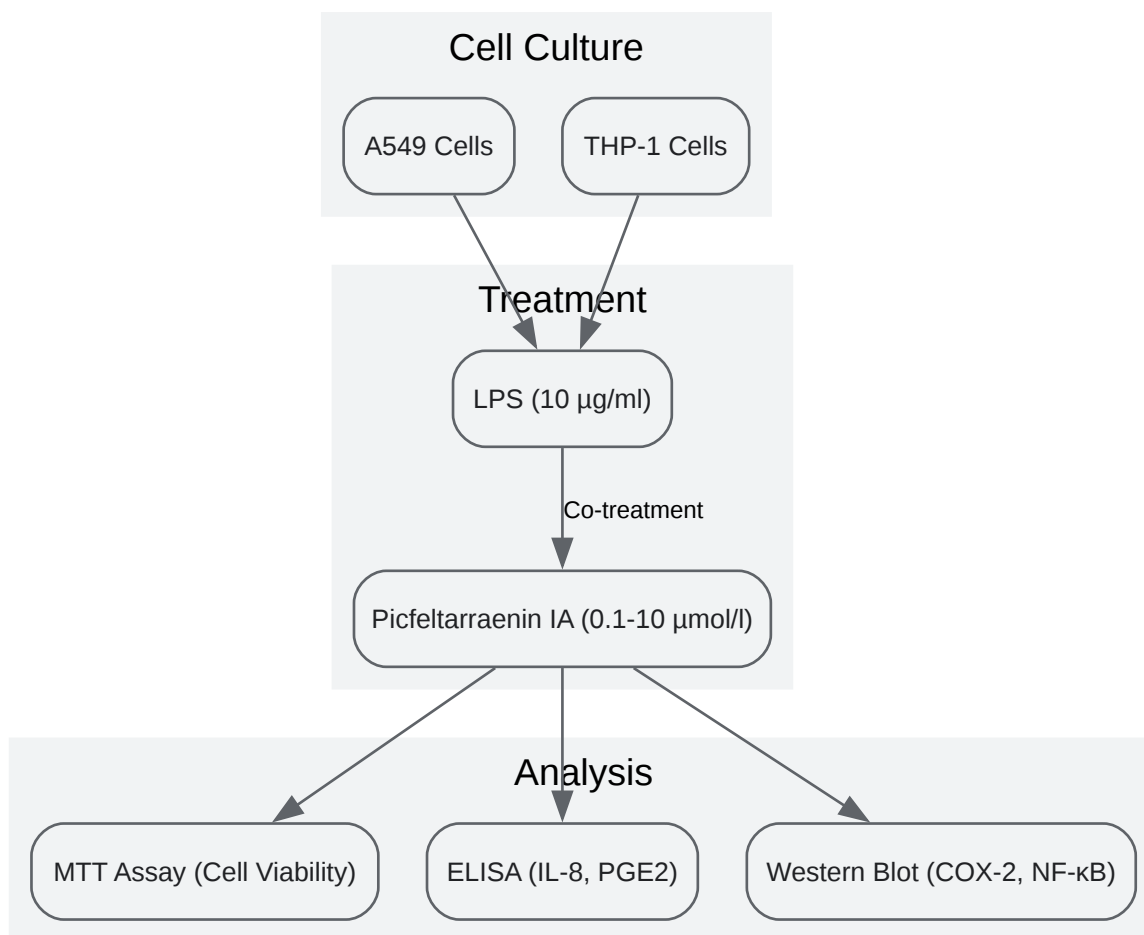 Cell Culture
A549 Cells
THP-1 Cells
Treatment
LPS (10 µg/ml)
Co-treatment
Picfeltarraenin IA (0.1-10 µmol/l)
Analysis
MTT Assay (Cell Viability)
ELISA (IL-8, PGE2)
Western Blot (COX-2, NF-κB)